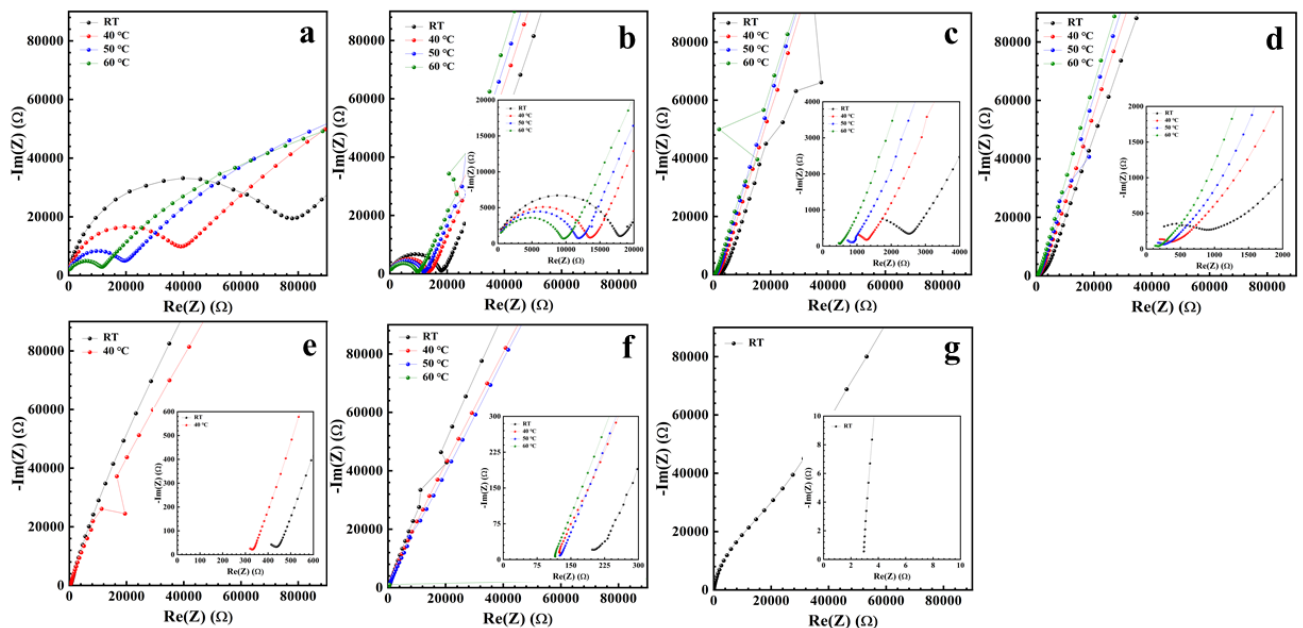 a
RT
40 °C
50 °C
60 °C
-Im(Z) (Ω)
80000
60000
40000
20000
0
0 20000 40000 60000 80000
Re(Z) (Ω)
b
RT
40 °C
50 °C
60 °C
-Im(Z) (Ω)
80000
60000
40000
20000
0
0 20000 40000 60000 80000
Re(Z) (Ω)
RT
40 °C
50 °C
60 °C
-Im(Z) (Ω)
20000
15000
10000
5000
0
0 5000 10000 15000 20000
Re(Z) (Ω)
c
RT
40 °C
50 °C
60 °C
-Im(Z) (Ω)
80000
60000
40000
20000
0
0 20000 40000 60000 80000
Re(Z) (Ω)
RT
40 °C
50 °C
60 °C
-Im(Z) (Ω)
4000
3000
2000
1000
0
0 1000 2000 3000 4000
Re(Z) (Ω)
d
RT
40 °C
50 °C
60 °C
-Im(Z) (Ω)
80000
60000
40000
20000
0
0 20000 40000 60000 80000
Re(Z) (Ω)
RT
40 °C
50 °C
60 °C
-Im(Z) (Ω)
2000
1500
1000
500
0
0 500 1000 1500 2000
Re(Z) (Ω)
e
RT
40 °C
-Im(Z) (Ω)
80000
60000
40000
20000
0
0 20000 40000 60000 80000
Re(Z) (Ω)
RT
40 °C
-Im(Z) (Ω)
600
500
400
300
200
100
0
0 100 200 300 400 500 600
Re(Z) (Ω)
f
RT
40 °C
50 °C
60 °C
-Im(Z) (Ω)
80000
60000
40000
20000
0
0 20000 40000 60000 80000
Re(Z) (Ω)
RT
40 °C
50 °C
60 °C
-Im(Z) (Ω)
300
225
150
75
0
0 75 150 225 300
Re(Z) (Ω)
g
RT
-Im(Z) (Ω)
80000
60000
40000
20000
0
0 20000 40000 60000 80000
Re(Z) (Ω)
RT
-Im(Z) (Ω)
10
8
6
4
2
0
0 2 4 6 8 10
Re(Z) (Ω)